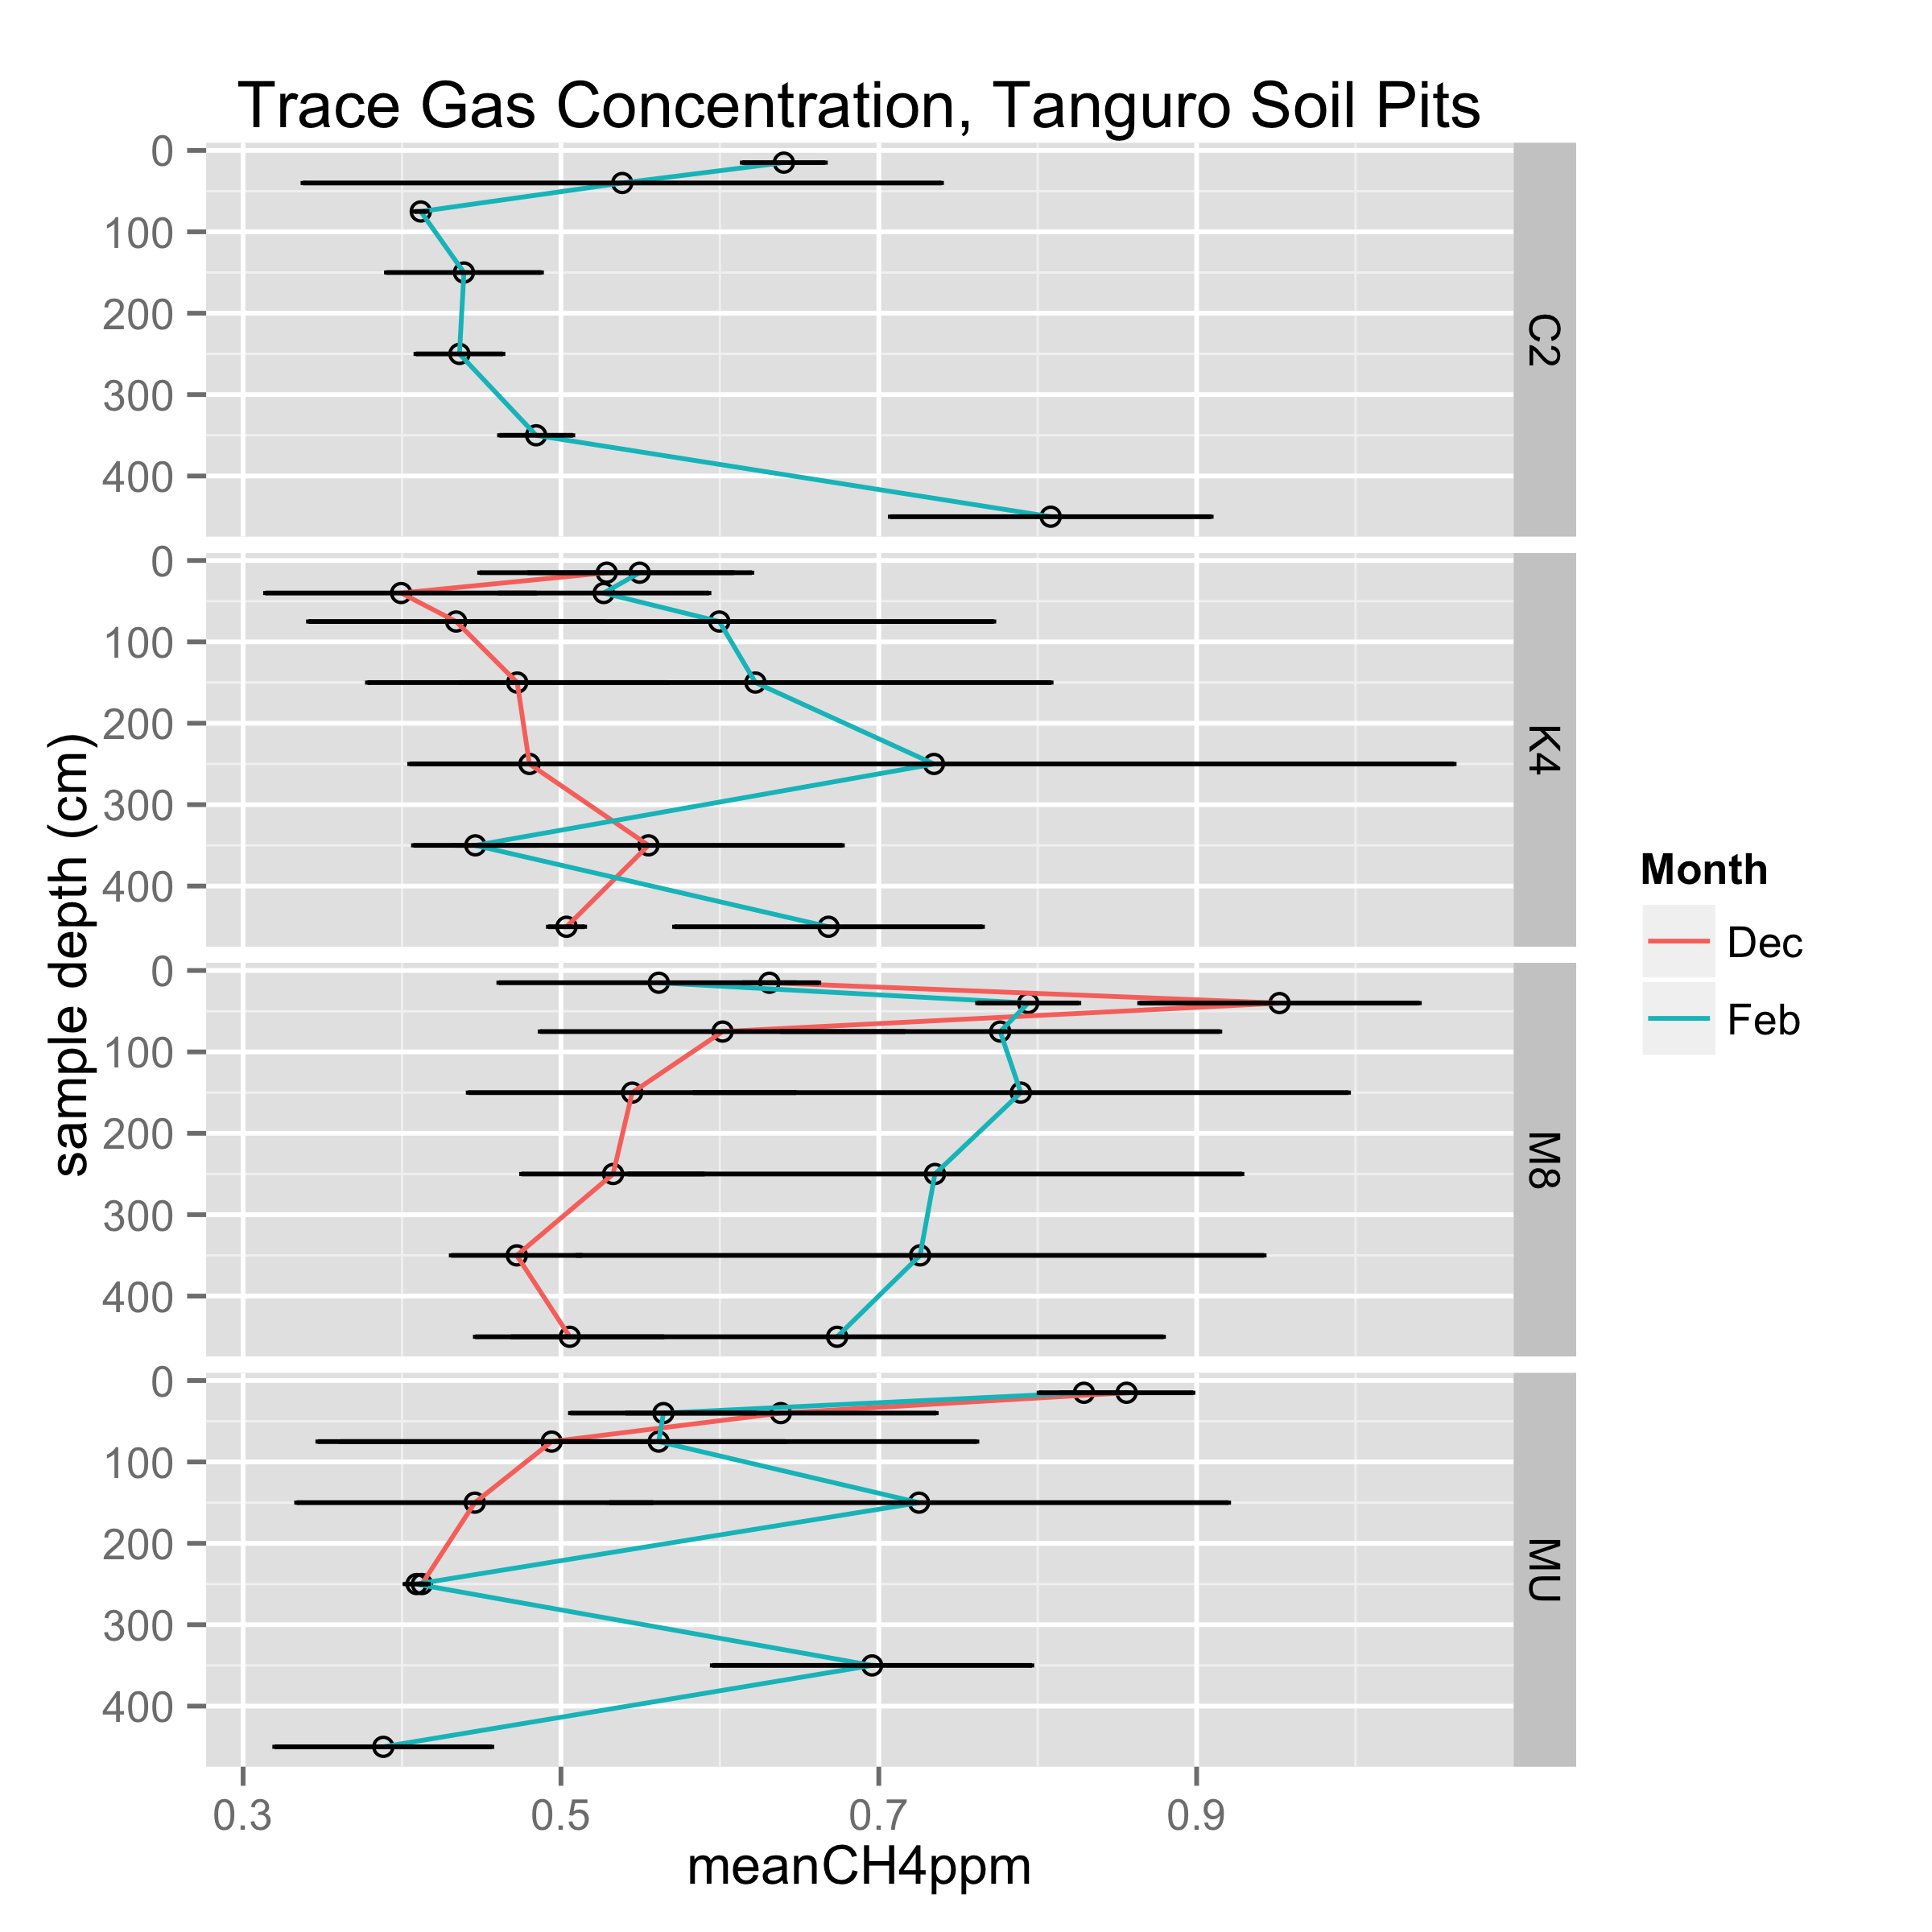 Trace Gas Concentration, Tanguro Soil Pits
sample depth (cm)
0
100
200
300
400
C2
0
100
200
300
400
K4
0
100
200
300
400
M8
0
100
200
300
400
MU
0.3 0.5 0.7 0.9
meanCH4ppm
Month
Dec
Feb